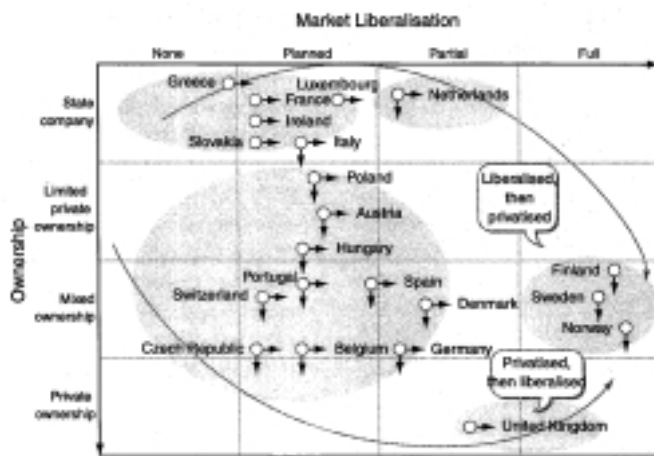 Market Liberalisation
None Planned Partial Full
Ownership
State company
Limited private ownership
Mixed ownership
Private ownership
Greece
Luxembourg
France
Netherlands
Ireland
Slovakia
Italy
Poland
Austria
Hungary
Liberalised,
then
privatised
Portugal
Spain
Finland
Switzerland
Denmark
Sweden
Norway
Czech Republic
Belgium
Germany
Privatised,
then liberalised
United Kingdom